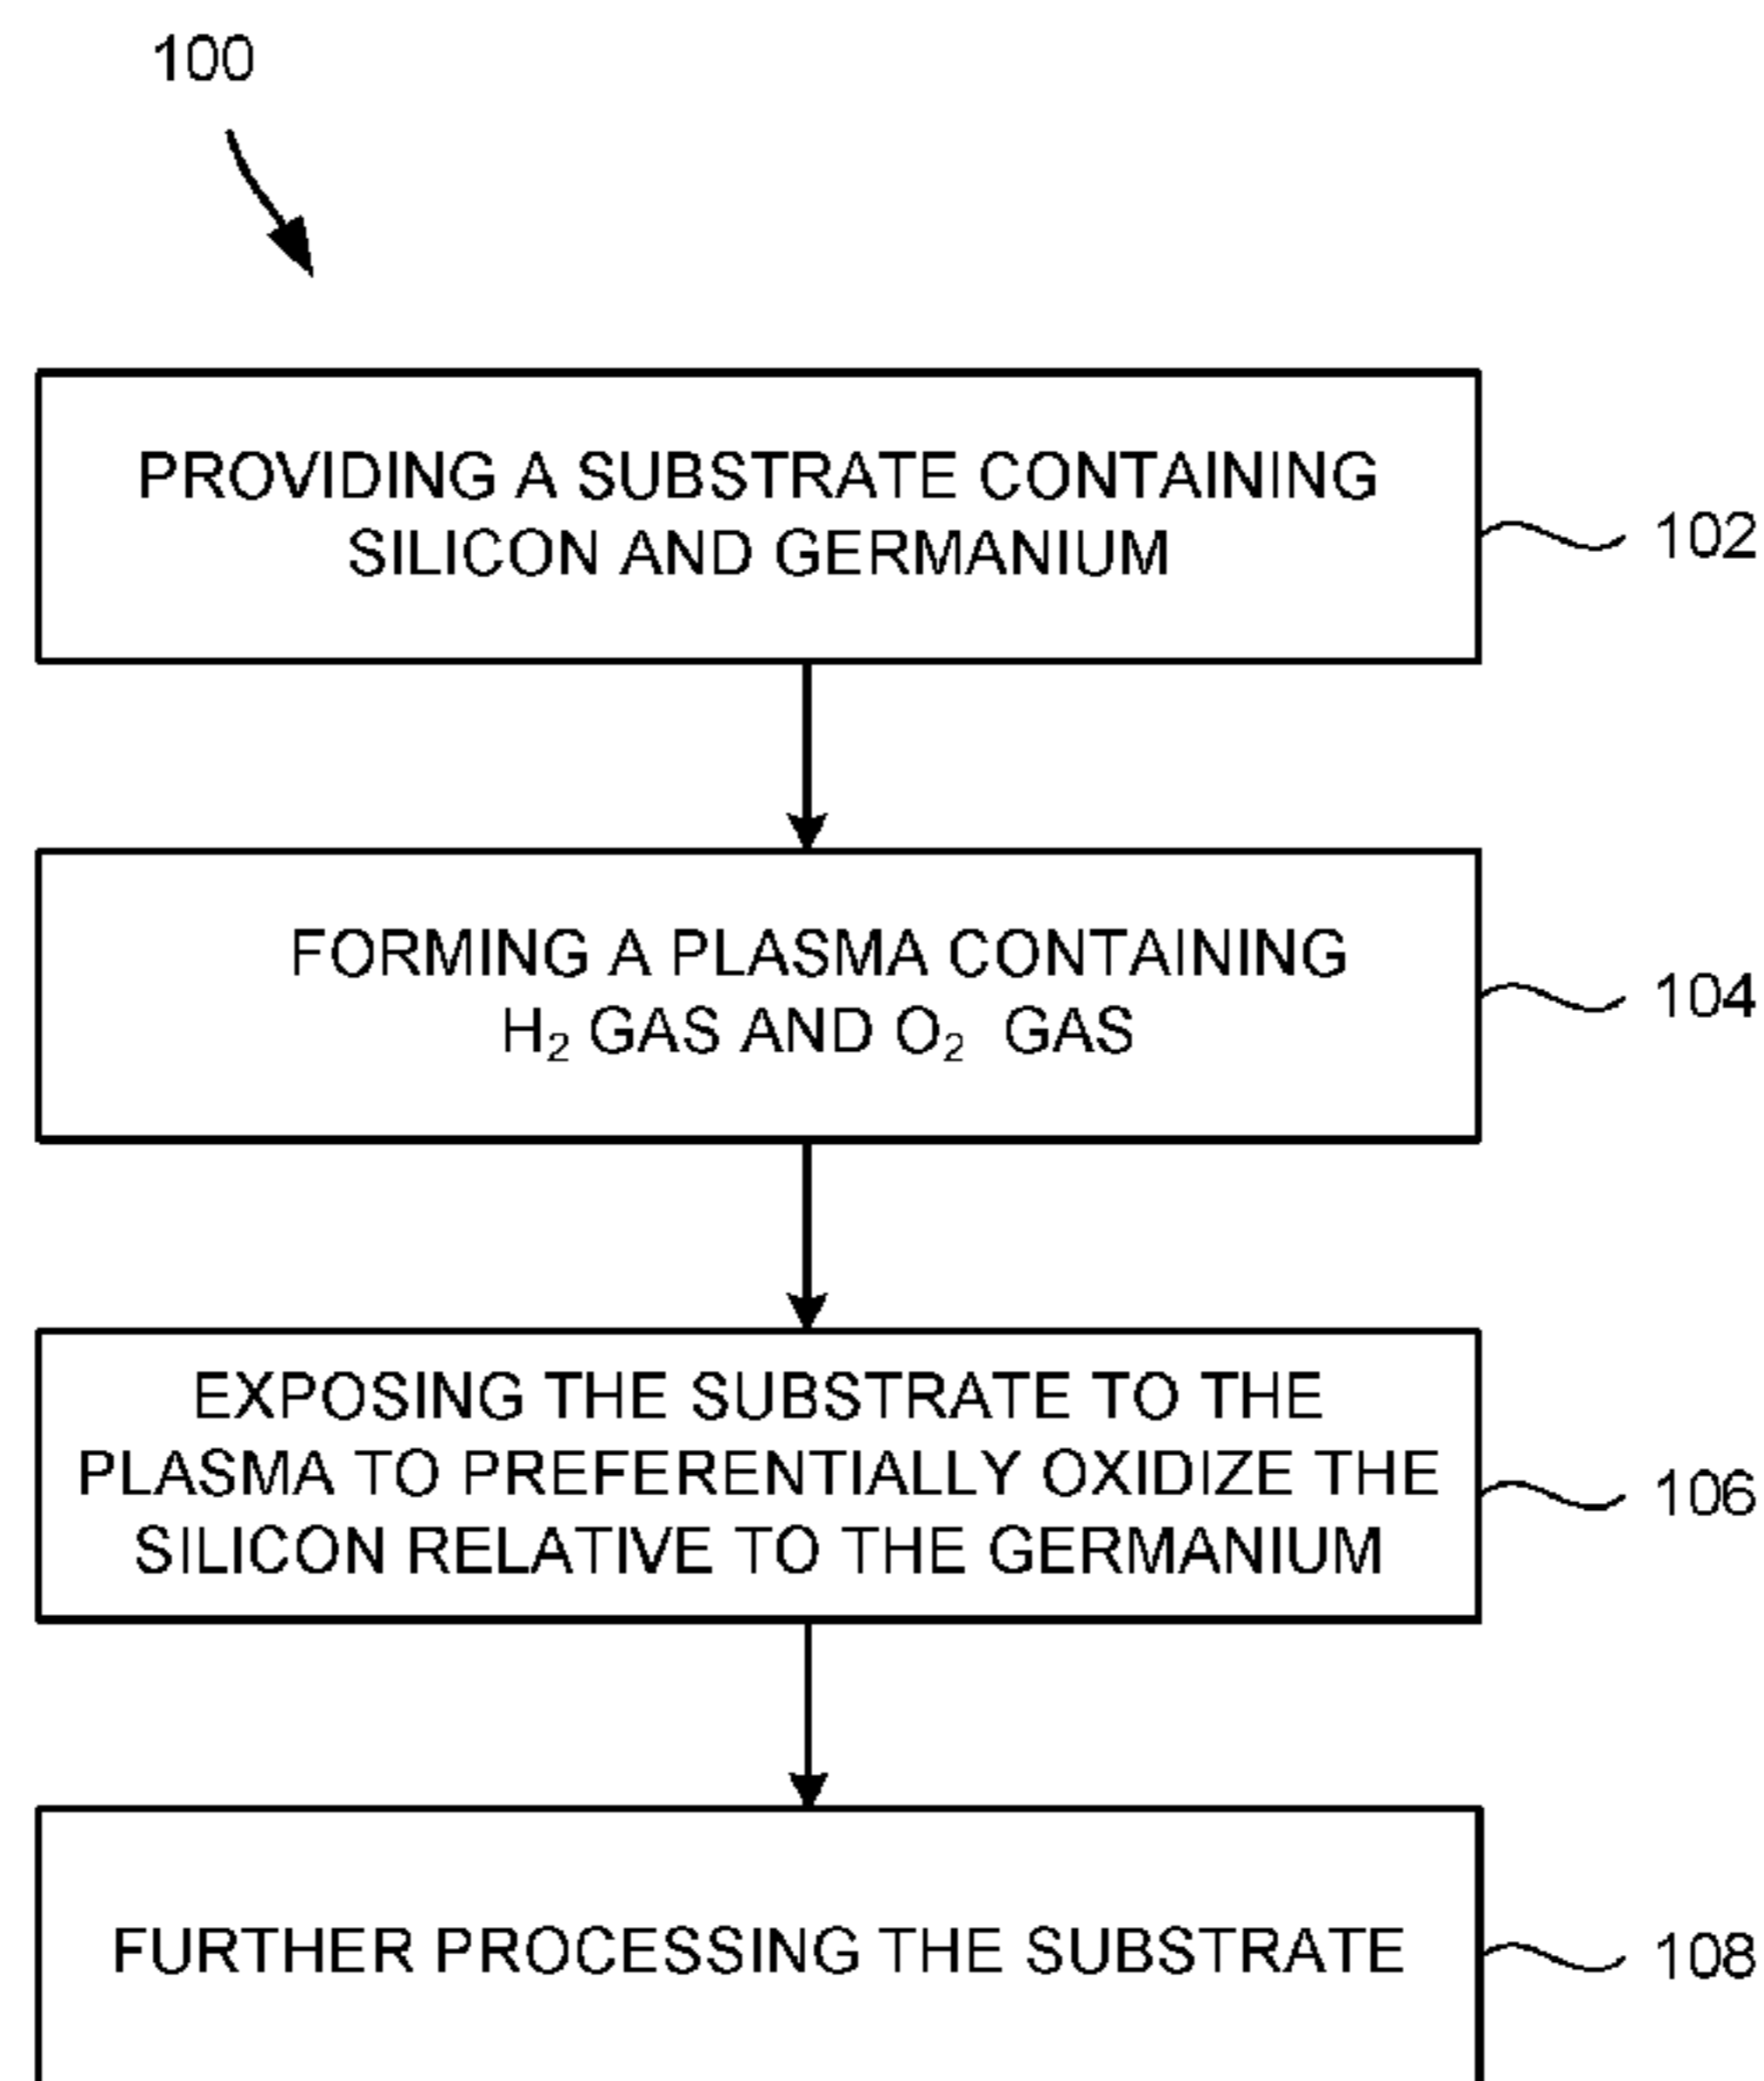 100
PROVIDING A SUBSTRATE CONTAINING
SILICON AND GERMANIUM
102
FORMING A PLASMA CONTAINING
H₂ GAS AND O₂ GAS
104
EXPOSING THE SUBSTRATE TO THE
PLASMA TO PREFERENTIALLY OXIDIZE THE
SILICON RELATIVE TO THE GERMANIUM
106
FURTHER PROCESSING THE SUBSTRATE
108